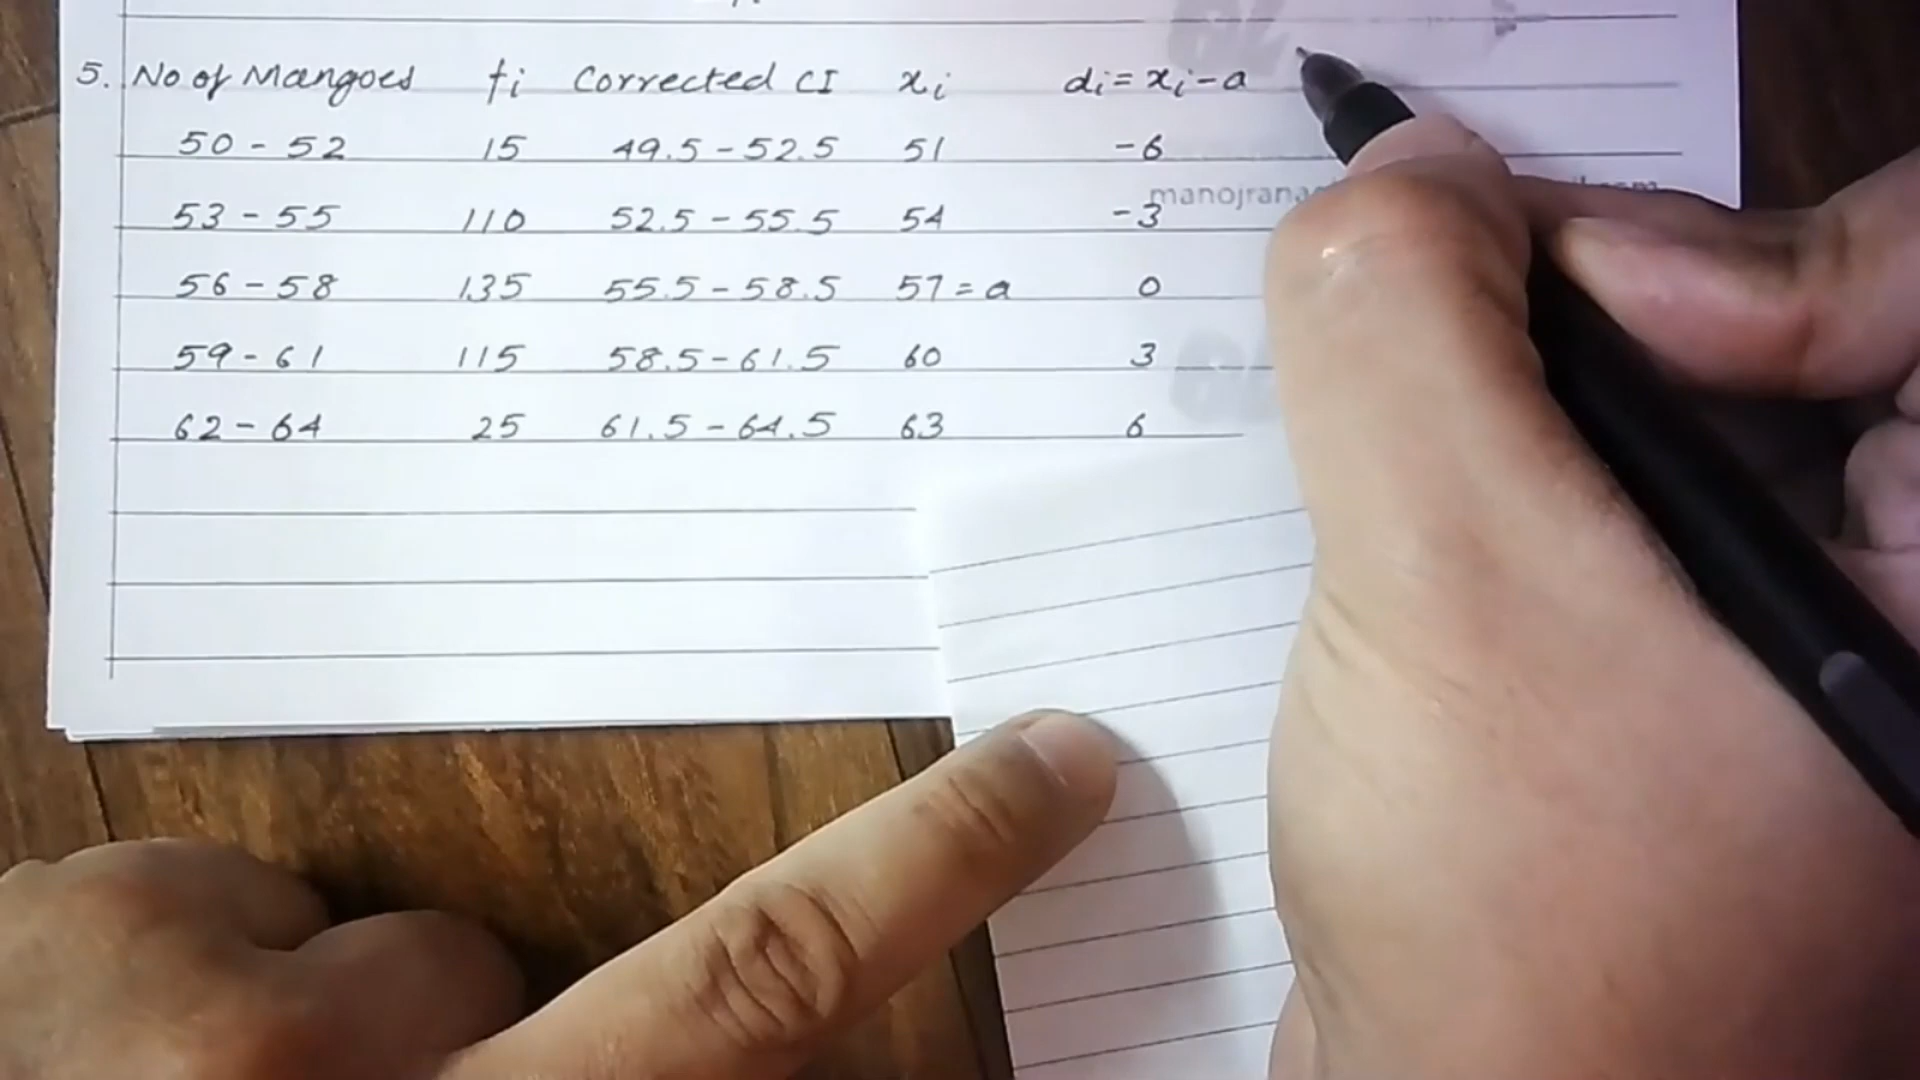 5. No of Mangoes fi Corrected CI xi di = xi - a
50 - 52 15 49.5 - 52.5 51 -6
53 - 55 110 52.5 - 55.5 54 -3
56 - 58 135 55.5 - 58.5 57 = a 0
59 - 61 115 58.5 - 61.5 60 3
62 - 64 25 61.5 - 64.5 63 6